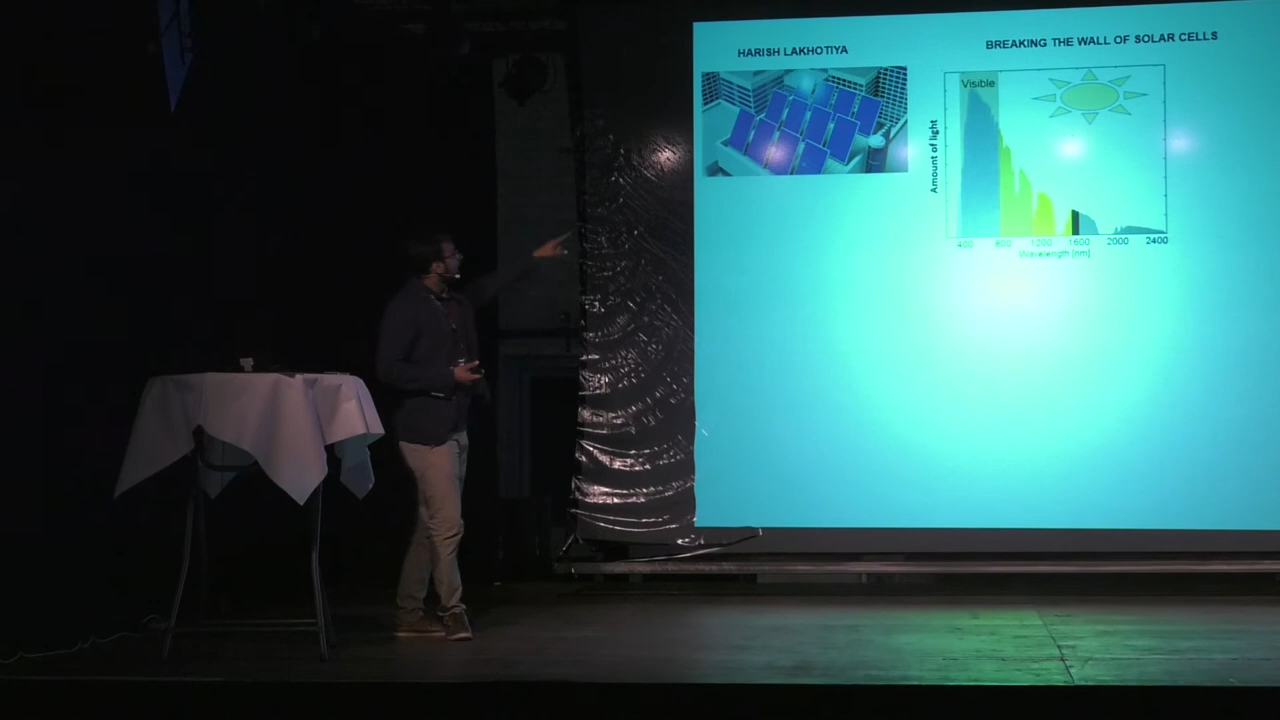 HARISH LAKHOTIYA
BREAKING THE WALL OF SOLAR CELLS
Visible
Amount of light
400 800 1200 1600 2000 2400
Wavelength [nm]